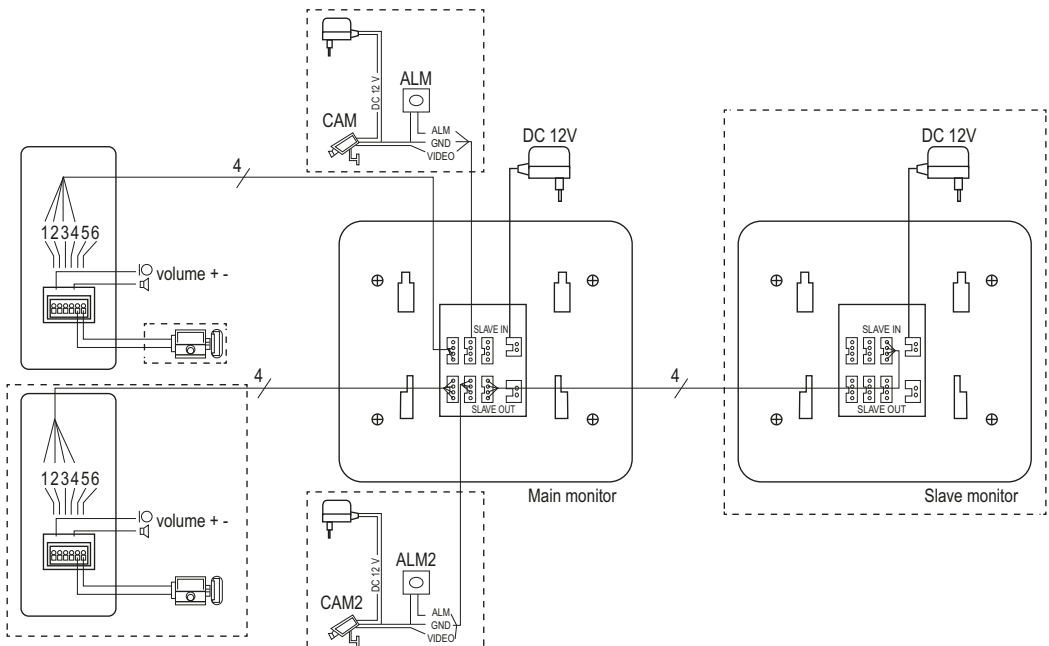 DC 12 V
ALM
CAM
ALM
GND
VIDEO
DC 12V
DC 12V
4
123456
volume + -
SLAVE IN
SLAVE IN
4
4
SLAVE OUT
SLAVE OUT
123456
volume + -
Main monitor
Slave monitor
DC 12 V
ALM2
CAM2
ALM
GND
VIDEO